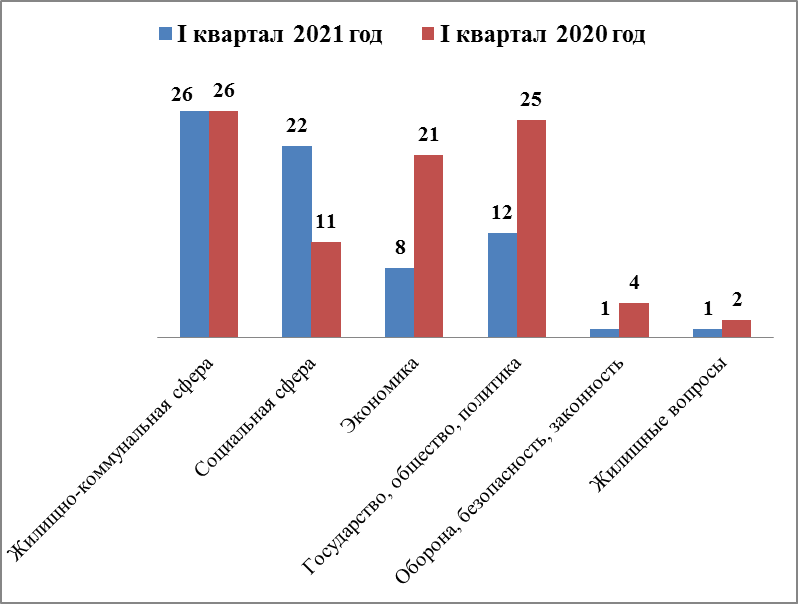 I квартал 2021 год
I квартал 2020 год
26
26
22
11
8
21
12
25
1
4
1
2
Жилищно-коммунальная сфера
Социальная сфера
Экономика
Государство, общество, политика
Оборона, безопасность, законность
Жилищные вопросы